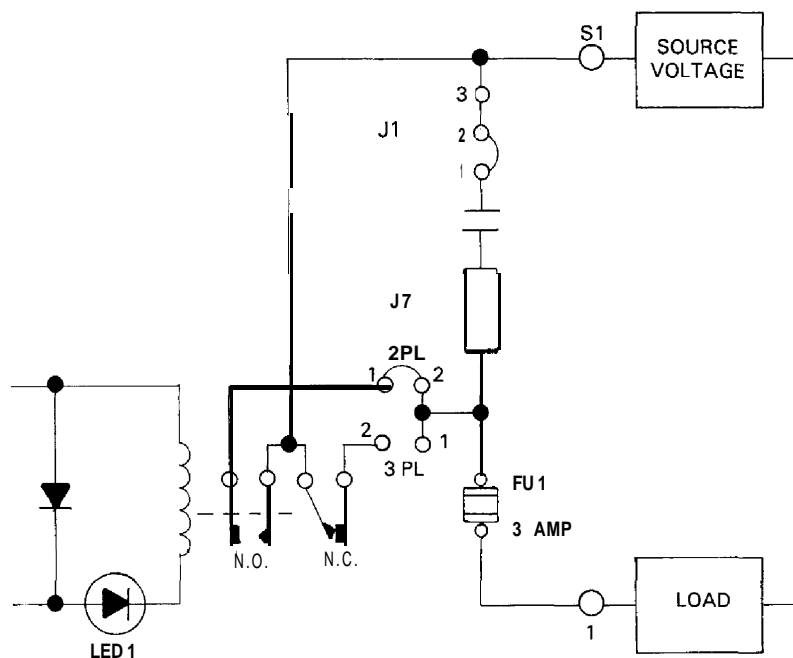 S1
SOURCE
VOLTAGE
3
J1
2
1
J7
2PL
1
2
2
1
3 PL
FU 1
3 AMP
N.O.
N.C.
1
LOAD
LED 1